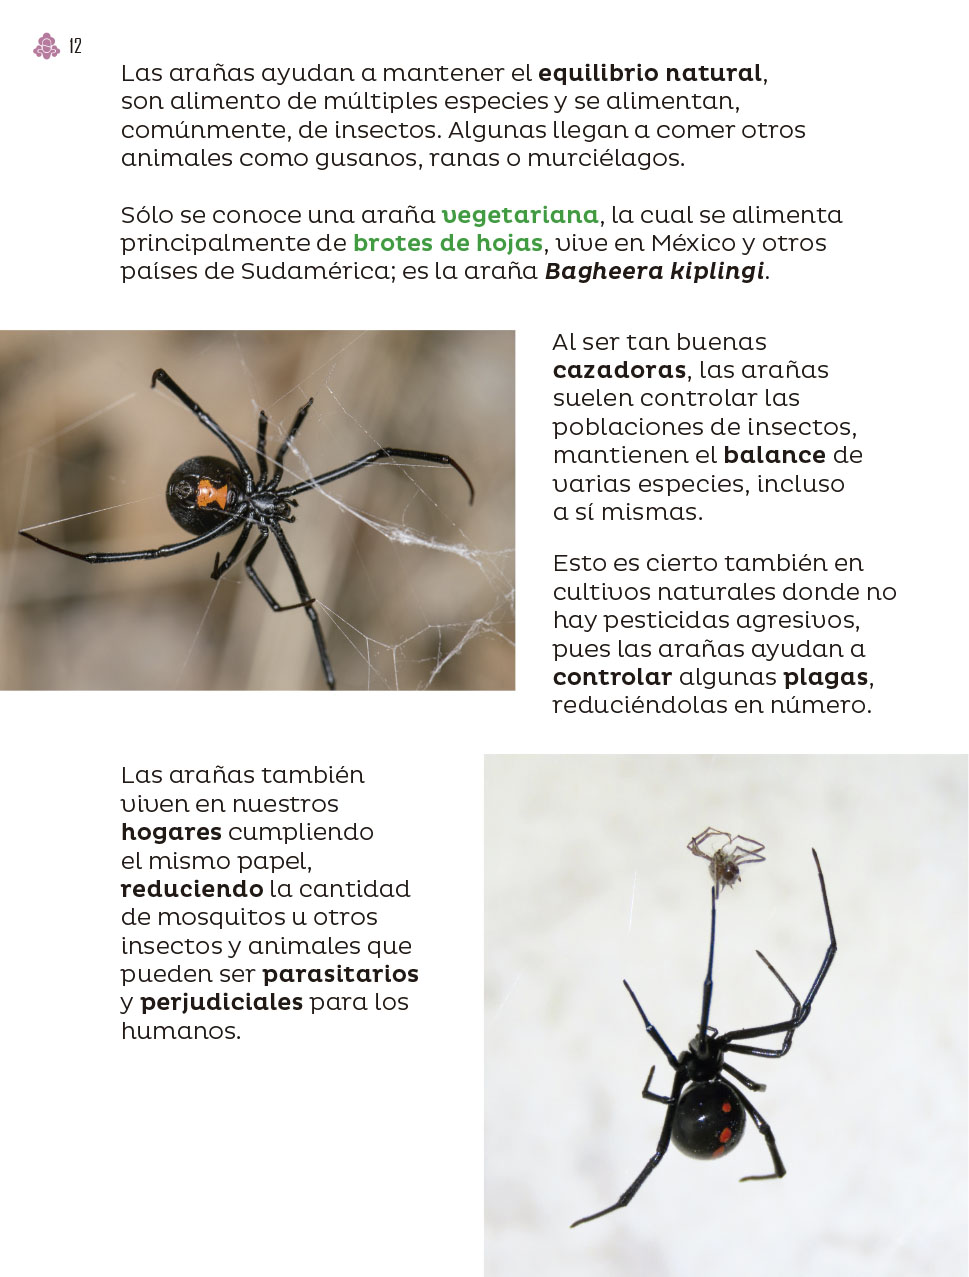 12
Las arañas ayudan a mantener el equilibrio natural,
son alimento de múltiples especies y se alimentan,
comúnmente, de insectos. Algunas llegan a comer otros
animales como gusanos, ranas o murciélagos.
Sólo se conoce una araña vegetariana, la cual se alimenta
principalmente de brotes de hojas, vive en México y otros
países de Sudamérica; es la araña Bagheera kiplingi.
Al ser tan buenas
cazadoras, las arañas
suelen controlar las
poblaciones de insectos,
mantienen el balance de
varias especies, incluso
a sí mismas.
Esto es cierto también en
cultivos naturales donde no
hay pesticidas agresivos,
pues las arañas ayudan a
controlar algunas plagas,
reduciéndolas en número.
Las arañas también
viven en nuestros
hogares cumpliendo
el mismo papel,
reduciendo la cantidad
de mosquitos u otros
insectos y animales que
pueden ser parasitarios
y perjudiciales para los
humanos.